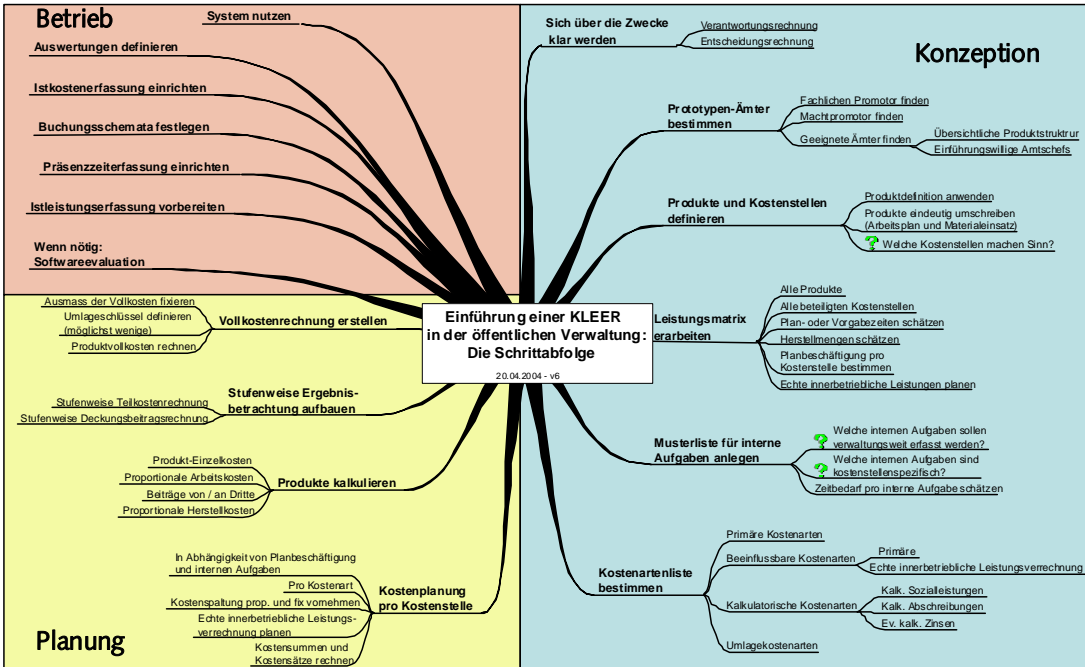 Betrieb
System nutzen
Auswertungen definieren
Istkostenerfassung einrichten
Buchungsschemata festlegen
Präsenzzeiterfassung einrichten
Istleistungserfassung vorbereiten
Wenn nötig:
Softwareevaluation
Konzeption
Sich über die Zwecke
klar werden
Verantwortungsrechnung
Entscheidungsrechnung
Prototypen-Ämter
bestimmen
Fachlichen Promotor finden
Machtpromotor finden
Geeignete Ämter finden
Übersichtliche Produktstruktrur
Einführungswillige Amtschefs
Produkte und Kostenstellen
definieren
Produktdefinition anwenden
Produkte eindeutig umschreiben
(Arbeitsplan und Materialeinsatz)
? Welche Kostenstellen machen Sinn?
Einführung einer KLEER
in der öffentlichen Verwaltung:
Die Schrittabfolge
20.04.2004 - v6
Leistungsmatrix
erarbeiten
Alle Produkte
Alle beteiligten Kostenstellen
Plan- oder Vorgabezeiten schätzen
Herstellmengen schätzen
Planbeschäftigung pro
Kostenstelle bestimmen
Echte innerbetriebliche Leistungen planen
Musterliste für interne
Aufgaben anlegen
? Welche internen Aufgaben sollen
verwaltungsweit erfasst werden?
? Welche internen Aufgaben sind
kostenstellenspezifisch?
Zeitbedarf pro interne Aufgabe schätzen
Kostenartenliste
bestimmen
Primäre Kostenarten
Beeinflussbare Kostenarten
Primäre
Echte innerbetriebliche Leistungsverrechnung
Kalkulatorische Kostenarten
Kalk. Sozialleistungen
Kalk. Abschreibungen
Ev. kalk. Zinsen
Umlagekostenarten
Planung
Vollkostenrechnung erstellen
Ausmass der Vollkosten fixieren
Umlageschlüssel definieren
(möglichst wenige)
Produktvollkosten rechnen
Stufenweise Ergebnis-
betrachtung aufbauen
Stufenweise Teilkostenrechnung
Stufenweise Deckungsbeitragsrechnung
Produkte kalkulieren
Produkt-Einzelkosten
Proportionale Arbeitskosten
Beiträge von / an Dritte
Proportionale Herstellkosten
Kostenplanung
pro Kostenstelle
In Abhängigkeit von Planbeschäftigung
und internen Aufgaben
Pro Kostenart
Kostenspaltung prop. und fix vornehmen
Echte innerbetriebliche Leistungs-
verrechnung planen
Kostensummen und
Kostensätze rechnen